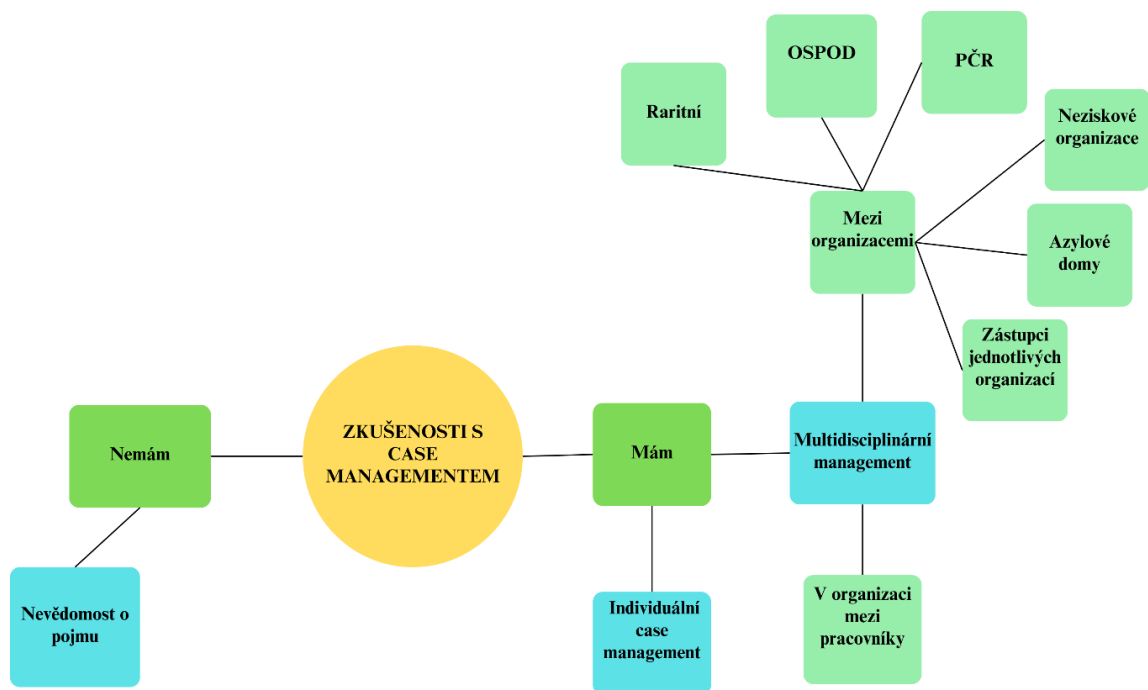 OSPOD
PČR
Raritní
Neziskové
organizace
Mezi
organizacemi
Azylové
domy
Zástupci
jednotlivých
organizací
ZKUŠENOSTI S
CASE
MANAGEMENTEM
Nemám
Mám
Multidisciplinární
management
Nevědomost o
pojmu
Individuální
case
management
V organizaci
mezi
pracovníky